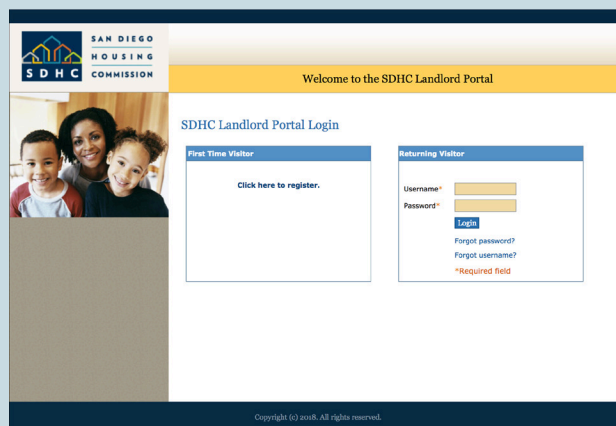 SAN DIEGO
HOUSING
COMMISSION
SDHC
Welcome to the SDHC Landlord Portal
SDHC Landlord Portal Login
First Time Visitor
Click here to register.
Returning Visitor
Username*
Password*
Login
Forgot password?
Forgot username?
*Required field
Copyright (c) 2018. All rights reserved.